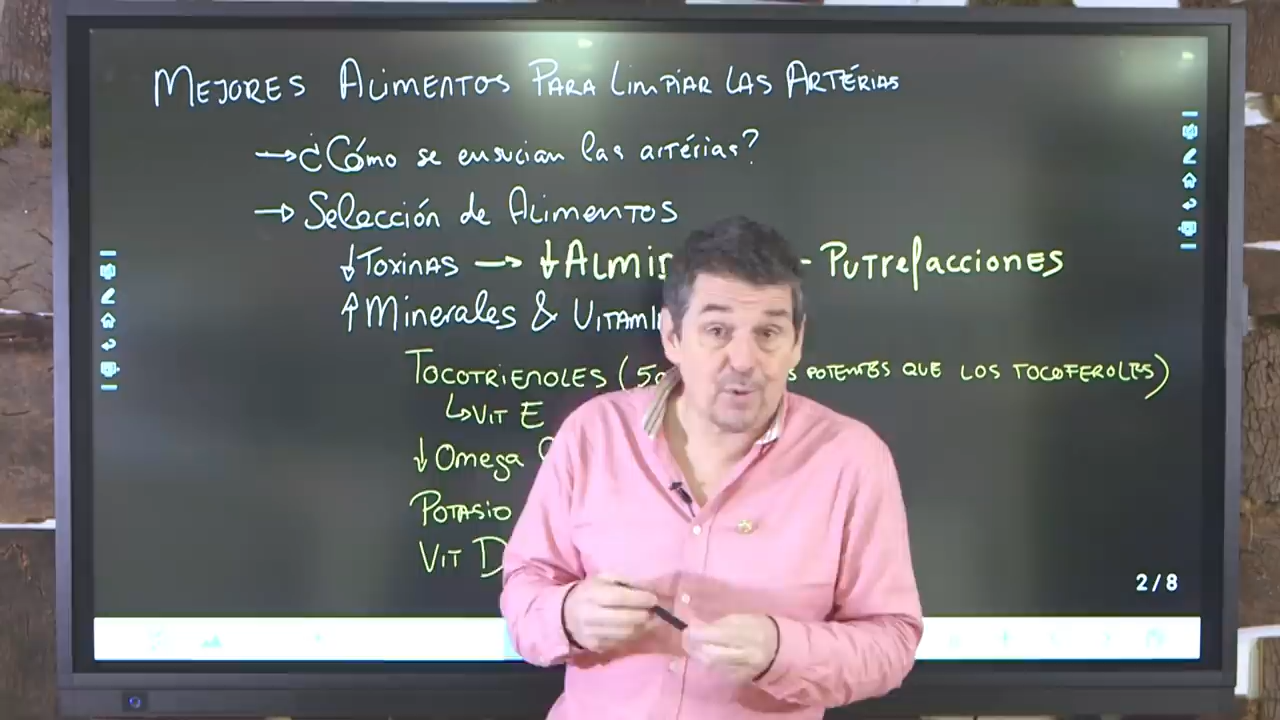 MEJORES ALIMENTOS PARA LIMPIAR LAS ARTÉRIAS
→ ¿Cómo se ensucian las artérias?
→ Selección de ALIMENTOS
↓ TOXINAS → ↓ ALMI - PUTREFACCIONES
↑ Minerales & VITAMI
TOCOTRIENOLES ( POTENTES QUE LOS TOCOFEROLES)
↳ VIT E
↓ Omega
POTASIO
VIT D
2/8